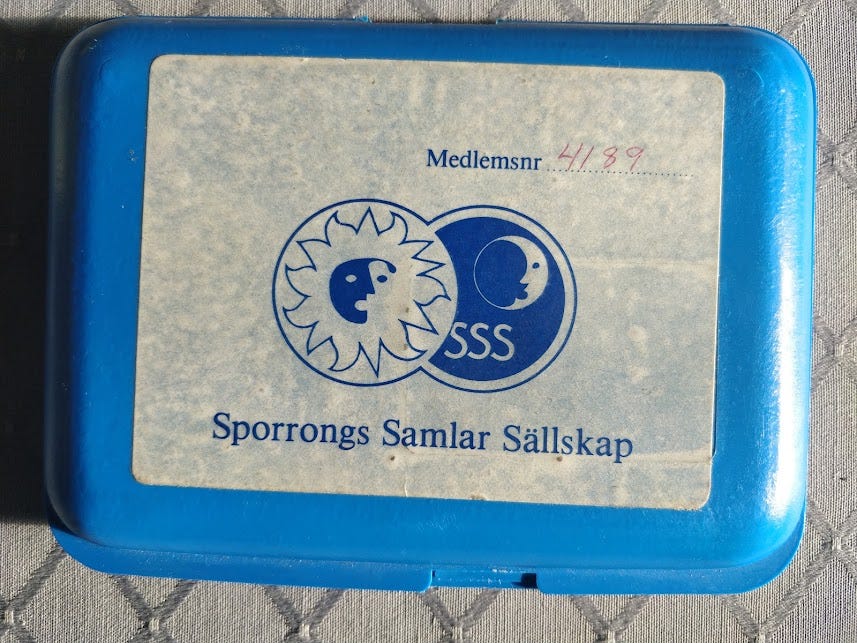 Medlemsnr 4189
SSS
Sporrongs Samlar Sällskap